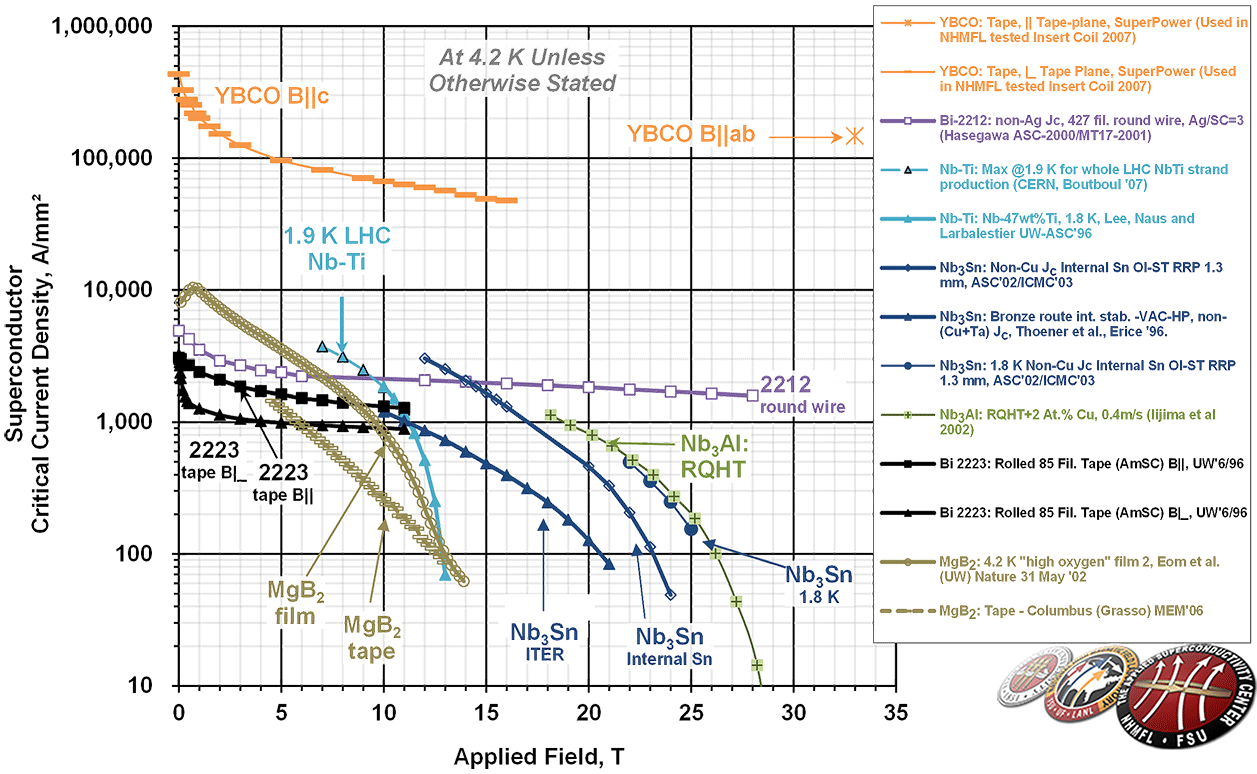 1,000,000
100,000
10,000
1,000
100
10
0
5
10
15
20
25
30
35
Applied Field, T
Superconductor
Critical Current Density, A/mm²
At 4.2 K Unless
Otherwise Stated
YBCO B||c
YBCO B||ab
1.9 K LHC
Nb-Ti
2212
round wire
2223
tape B|_
2223
tape B||
Nb3Al:
RQHT
MgB2
film
MgB2
tape
Nb3Sn
ITER
Nb3Sn
Internal Sn
Nb3Sn
1.8 K
YBCO: Tape, || Tape-plane, SuperPower (Used in
NHMFL tested Insert Coil 2007)
YBCO: Tape, |_ Tape Plane, SuperPower (Used
in NHMFL tested Insert Coil 2007)
Bi-2212: non-Ag Jc, 427 fil. round wire, Ag/SC=3
(Hasegawa ASC-2000/MT17-2001)
Nb-Ti: Max @1.9 K for whole LHC NbTi strand
production (CERN, Boutboul '07)
Nb-Ti: Nb-47wt%Ti, 1.8 K, Lee, Naus and
Larbalestier UW-ASC'96
Nb3Sn: Non-Cu JC Internal Sn OI-ST RRP 1.3
mm, ASC'02/ICMC'03
Nb3Sn: Bronze route int. stab. -VAC-HP, non-
(Cu+Ta) JC, Thoener et al., Erice '96.
Nb3Sn: 1.8 K Non-Cu Jc Internal Sn OI-ST RRP
1.3 mm, ASC'02/ICMC'03
Nb3Al: RQHT+2 At.% Cu, 0.4m/s (Iijima et al
2002)
Bi 2223: Rolled 85 Fil. Tape (AmSC) B||, UW'6/96
Bi 2223: Rolled 85 Fil. Tape (AmSC) B|_, UW'6/96
MgB2: 4.2 K "high oxygen" film 2, Eom et al.
(UW) Nature 31 May '02
MgB2: Tape - Columbus (Grasso) MEM'06
SUPERCONDUCTIVITY CENTER
NHMFL • FSU